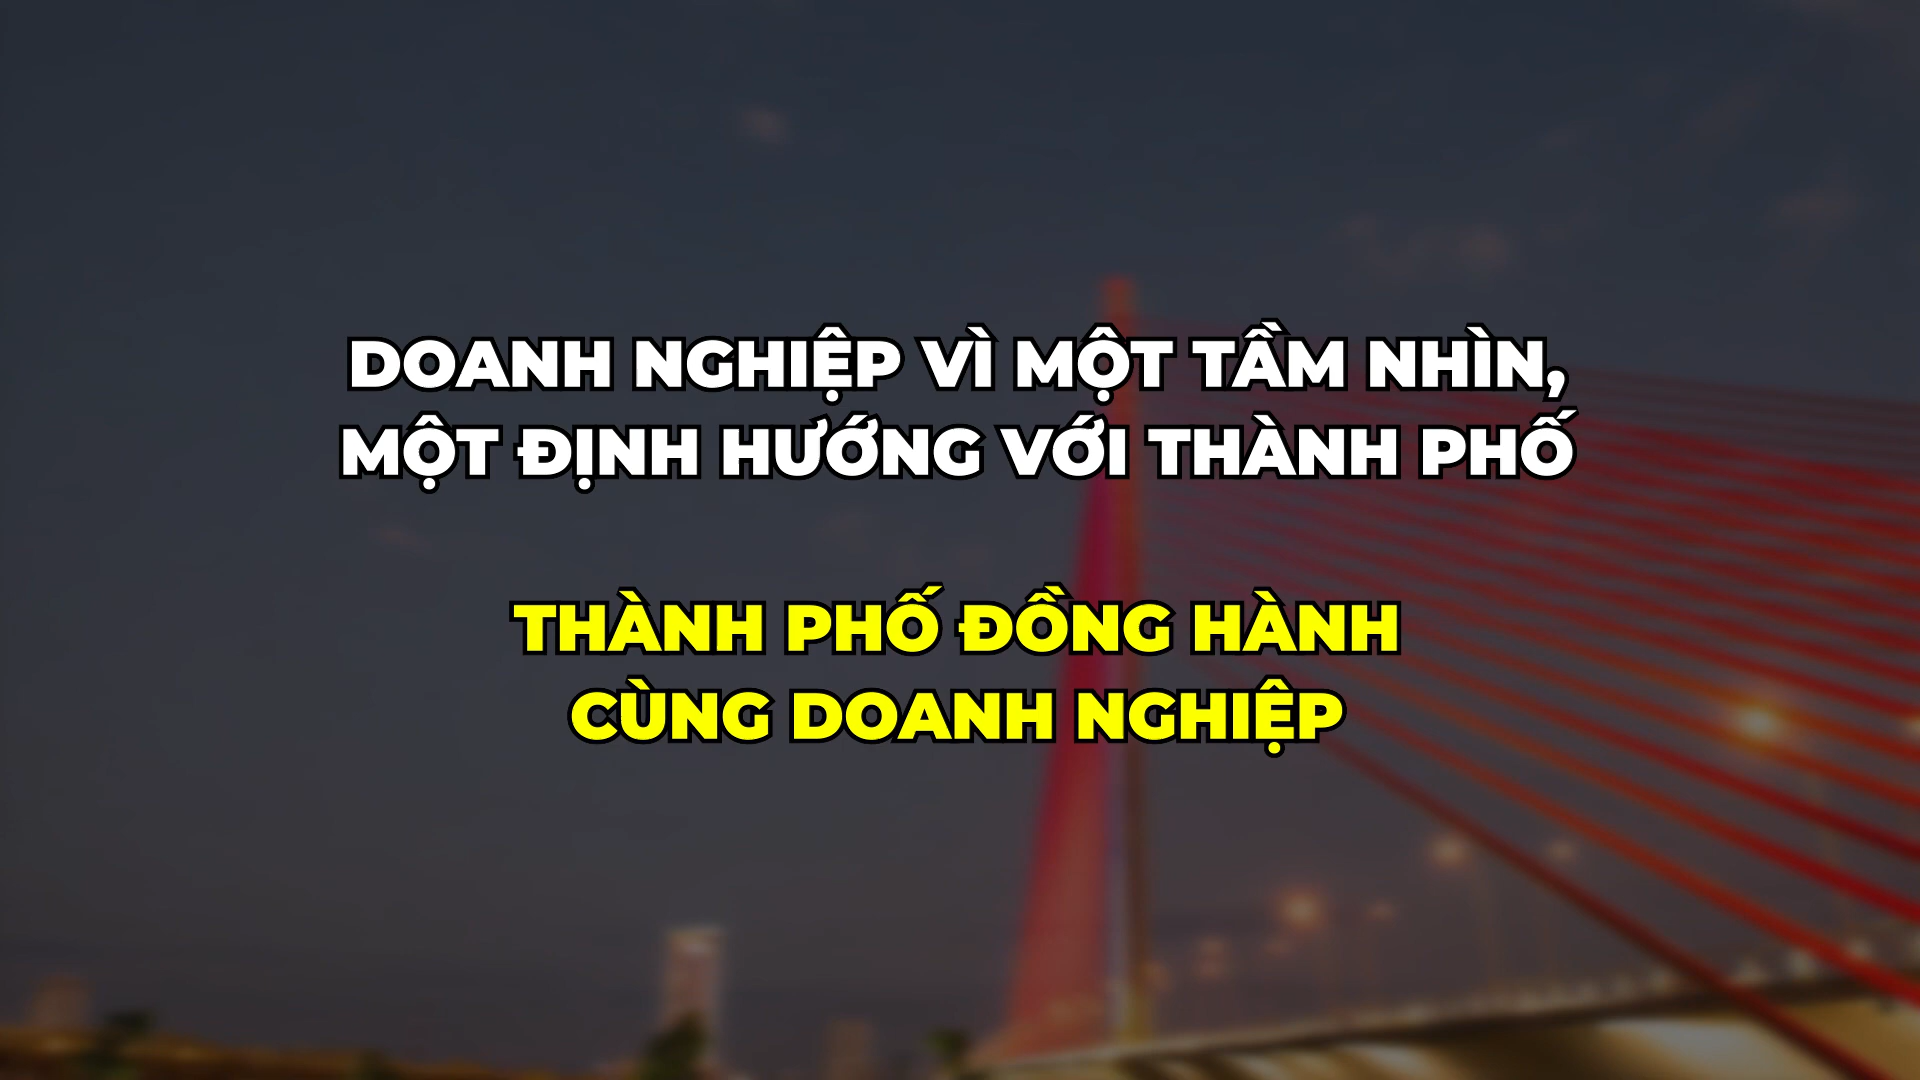 DOANH NGHIỆP VÌ MỘT TẦM NHÌN,
MỘT ĐỊNH HƯỚNG VỚI THÀNH PHỐ
THÀNH PHỐ ĐỒNG HÀNH
CÙNG DOANH NGHIỆP